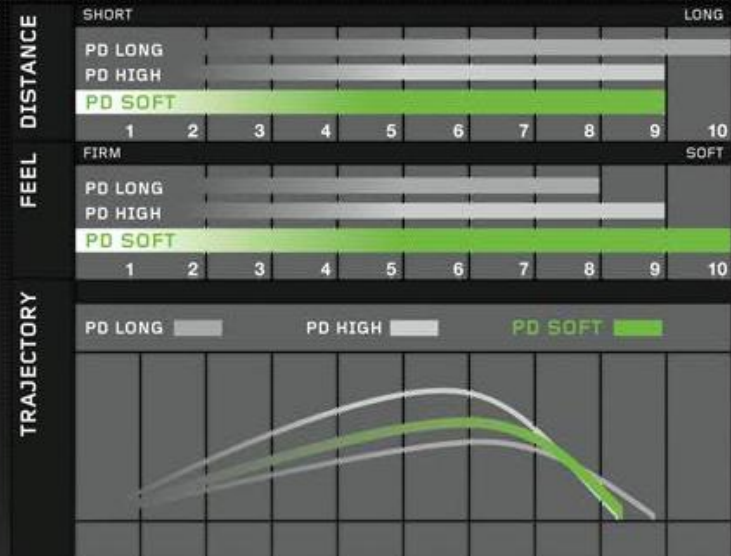 DISTANCE
SHORT LONG
PD LONG
PD HIGH
PD SOFT
1 2 3 4 5 6 7 8 9 10
FEEL
FIRM SOFT
PD LONG
PD HIGH
PD SOFT
1 2 3 4 5 6 7 8 9 10
TRAJECTORY
PD LONG PD HIGH PD SOFT